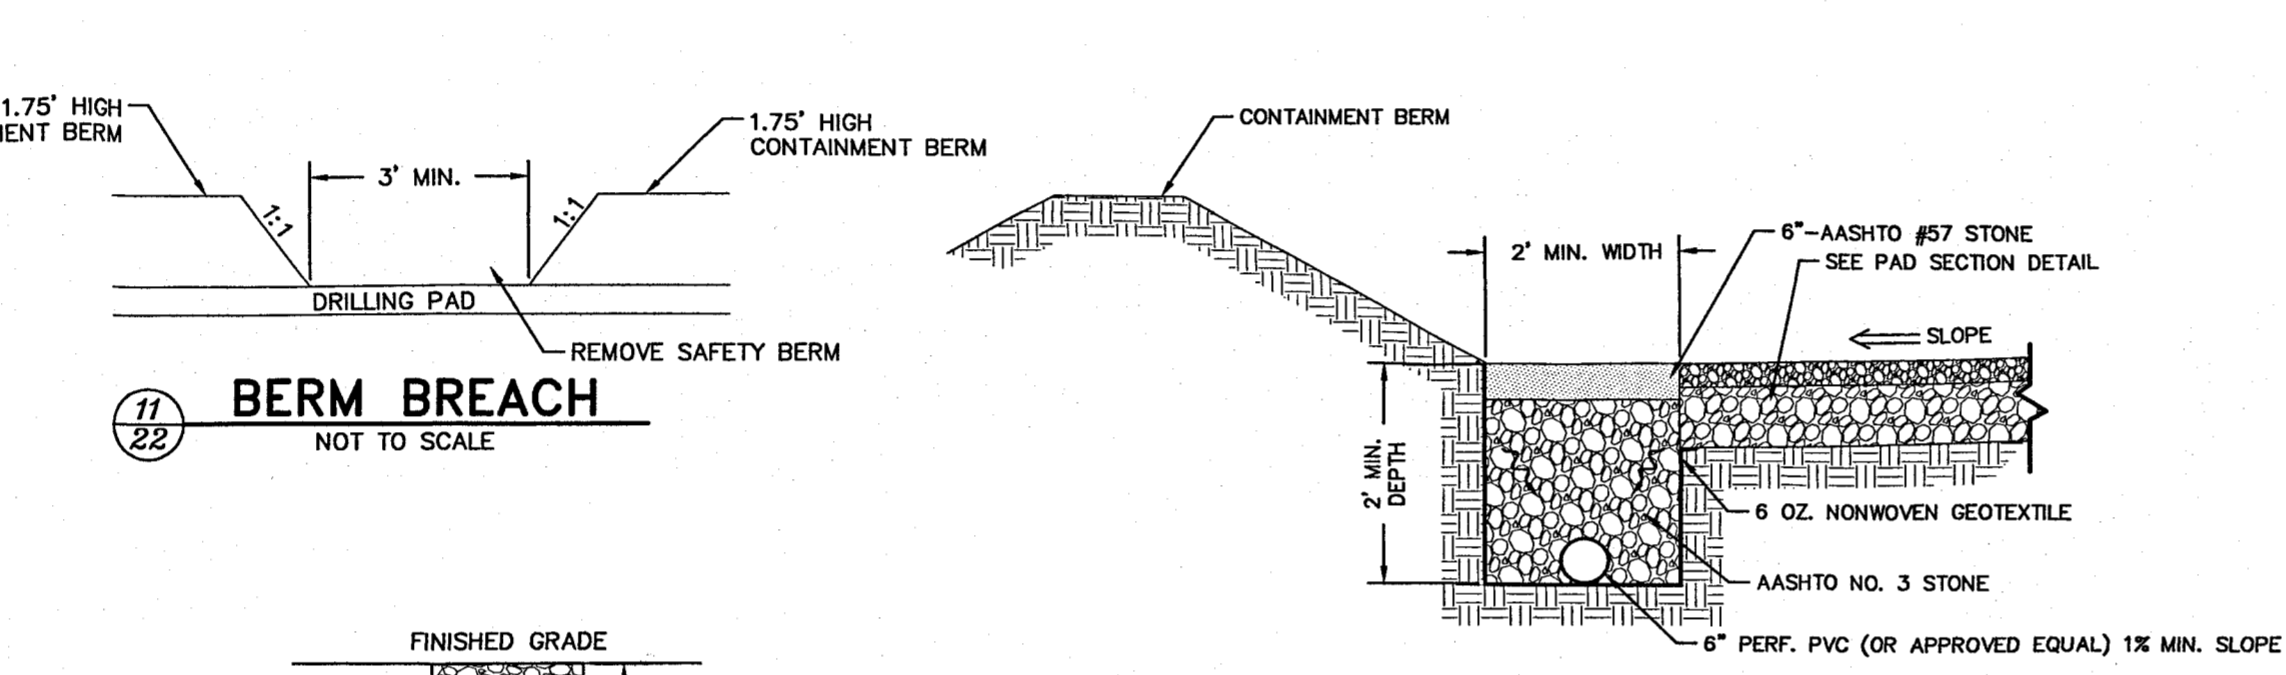 1.75' HIGH
MENT BERM
3' MIN.
1:1
1:1
1.75' HIGH
CONTAINMENT BERM
DRILLING PAD
REMOVE SAFETY BERM
11
22
BERM BREACH
NOT TO SCALE
FINISHED GRADE
CONTAINMENT BERM
2' MIN. WIDTH
6"-AASHTO #57 STONE
SEE PAD SECTION DETAIL
SLOPE
2' MIN.
DEPTH
6 OZ. NONWOVEN GEOTEXTILE
AASHTO NO. 3 STONE
6" PERF. PVC (OR APPROVED EQUAL) 1% MIN. SLOPE